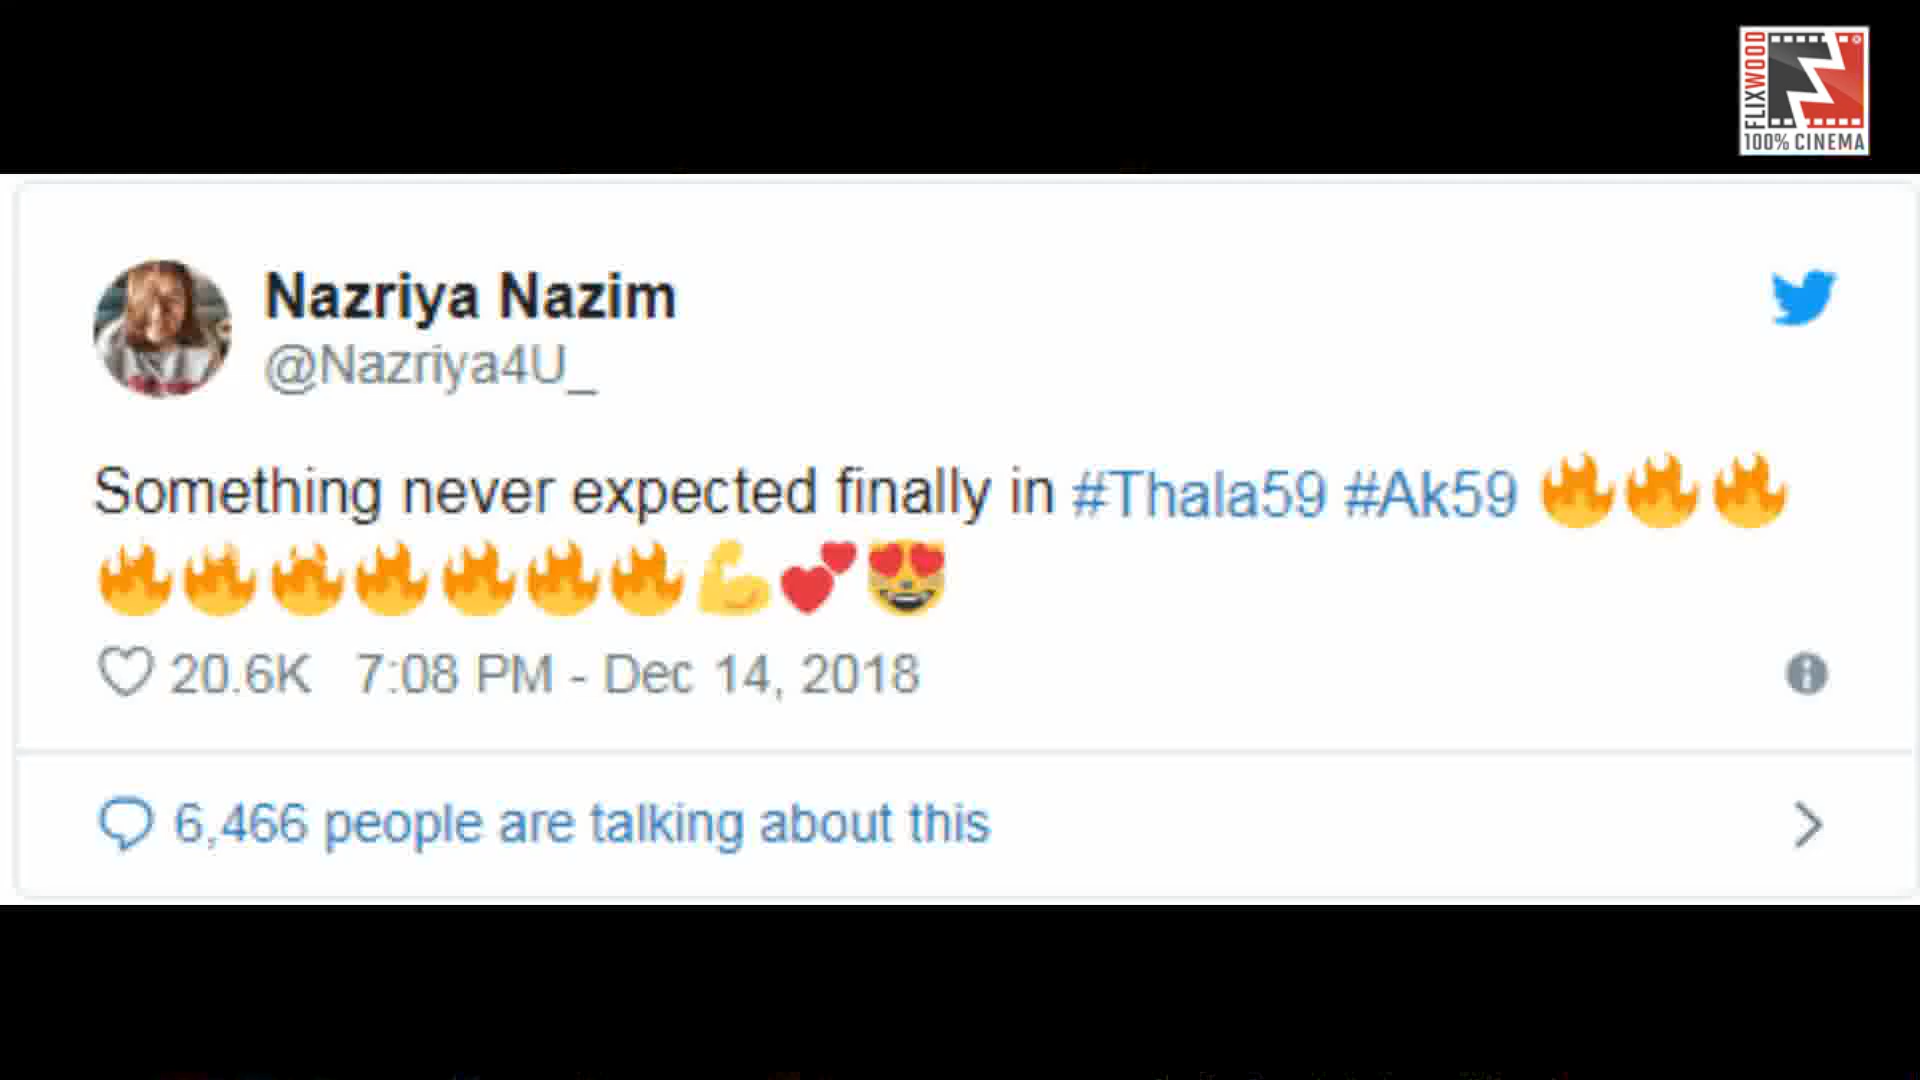 FLIXWOOD
100% CINEMA
Nazriya Nazim
@Nazriya4U_
Something never expected finally in #Thala59 #Ak59 🔥🔥🔥
🔥🔥🔥🔥🔥🔥🔥💪💕😻
20.6K 7:08 PM - Dec 14, 2018
6,466 people are talking about this